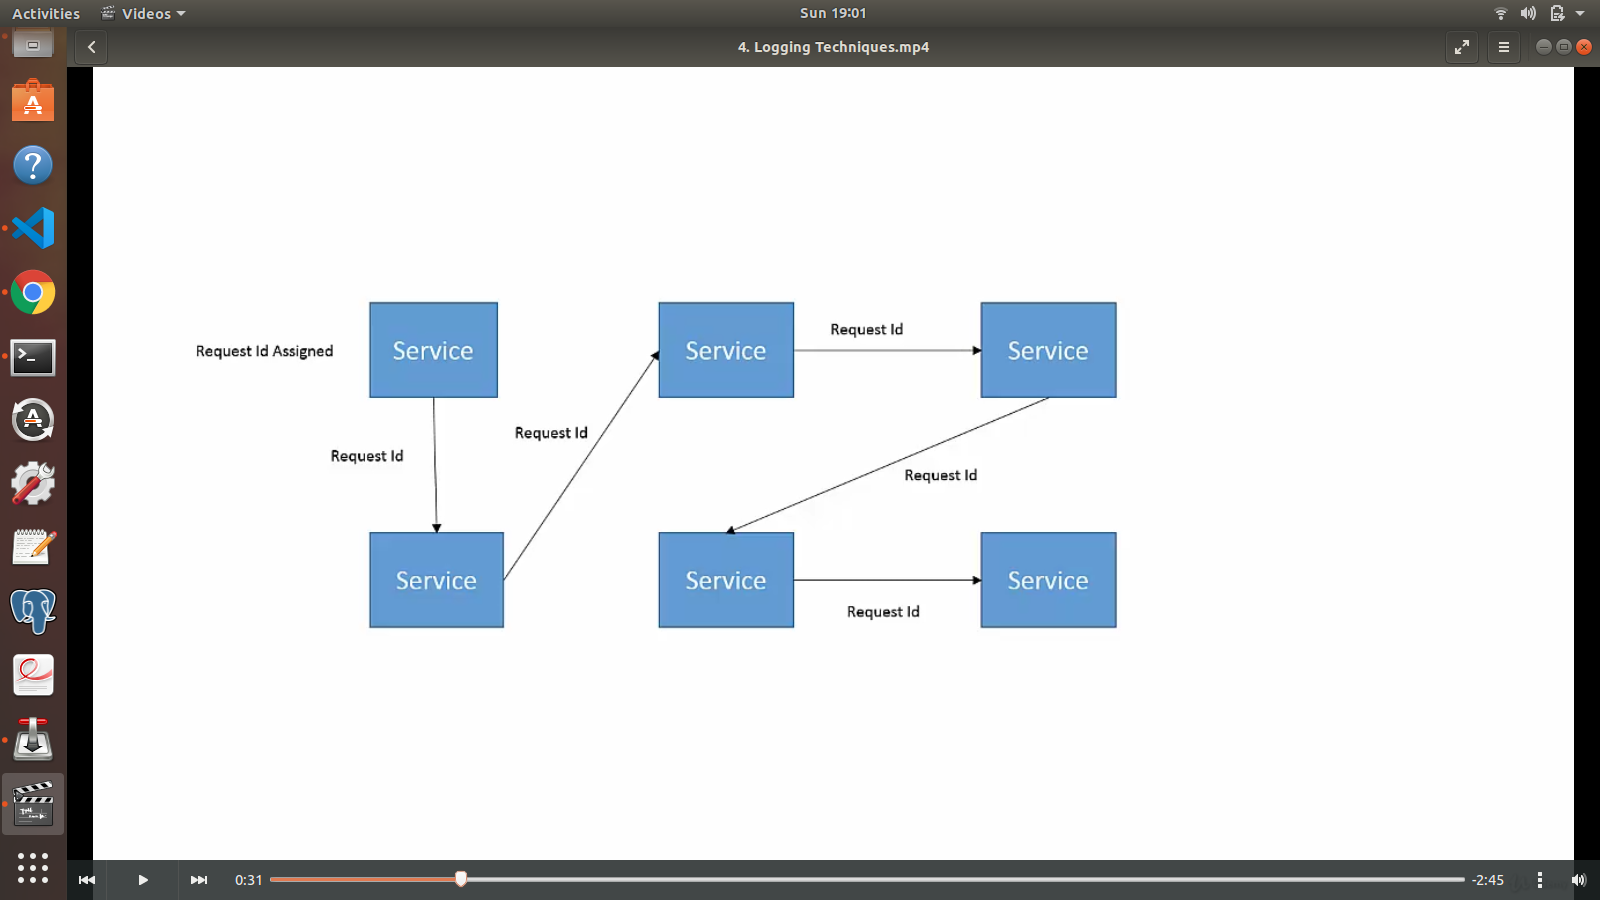 Activities Videos Sun 19:01
4. Logging Techniques.mp4
Request Id Assigned Service Service Request Id Service
Request Id Request Id
Request Id
Service Service Service
Request Id
0:31 -2:45